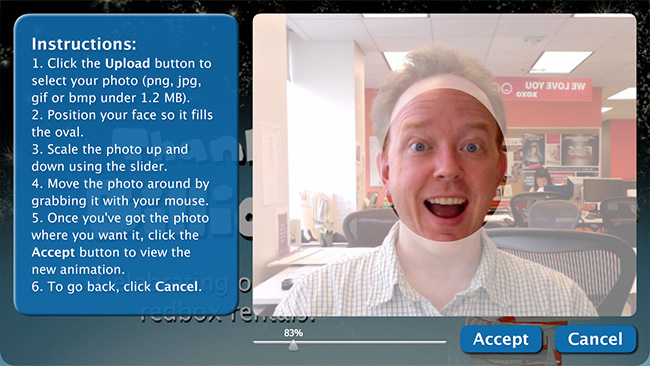 Instructions:
1. Click the Upload button to
select your photo (png, jpg,
gif or bmp under 1.2 MB).
2. Position your face so it fills
the oval.
3. Scale the photo up and
down using the slider.
4. Move the photo around by
grabbing it with your mouse.
5. Once you've got the photo
where you want it, click the
Accept button to view the
new animation.
6. To go back, click Cancel.
WE LOVE YOU
xoxo
redbox rentals.
83%
Accept
Cancel